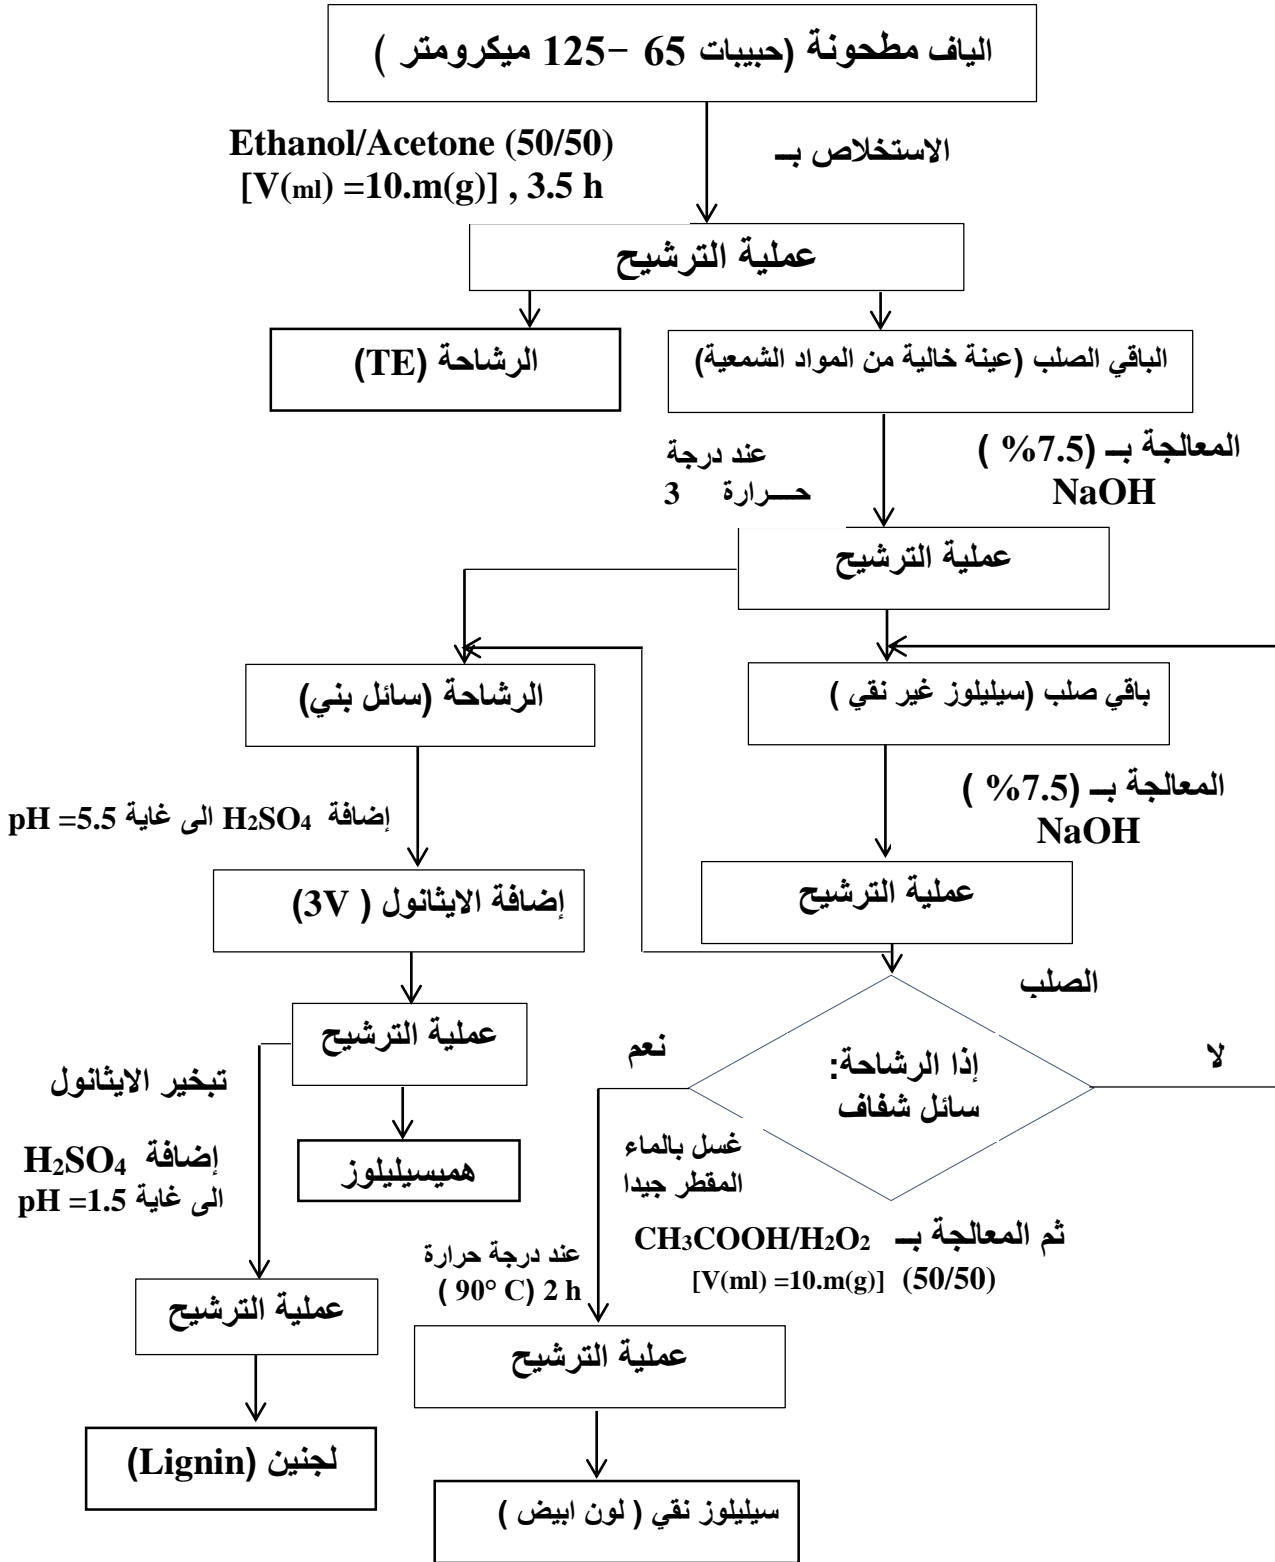 الياف مطحونة (حبيبات 65 –125 ميكرومتر )
Ethanol/Acetone (50/50)
[V(ml) =10.m(g)] , 3.5 h
الاستخلاص بـ
عملية الترشيح
الرشاحة (TE)
الباقي الصلب (عينة خالية من المواد الشمعية)
عند درجة
حـــرارة 3
المعالجة بـ (7.5% )
NaOH
عملية الترشيح
الرشاحة (سائل بني)
باقي صلب (سيليلوز غير نقي )
إضافة H2SO4 الى غاية pH =5.5
المعالجة بـ (7.5% )
NaOH
إضافة الايثانول ( 3V)
عملية الترشيح
الصلب
عملية الترشيح
نعم
إذا الرشاحة:
سائل شفاف
لا
تبخير الايثانول
إضافة H2SO4
الى غاية pH =1.5
هميسيليلوز
غسل بالماء
المقطر جيدا
ثم المعالجة بـ CH3COOH/H2O2
[V(ml) =10.m(g)] (50/50)
عند درجة حرارة
( 90° C) 2 h
عملية الترشيح
عملية الترشيح
لجنين (Lignin)
سيليلوز نقي ( لون ابيض )